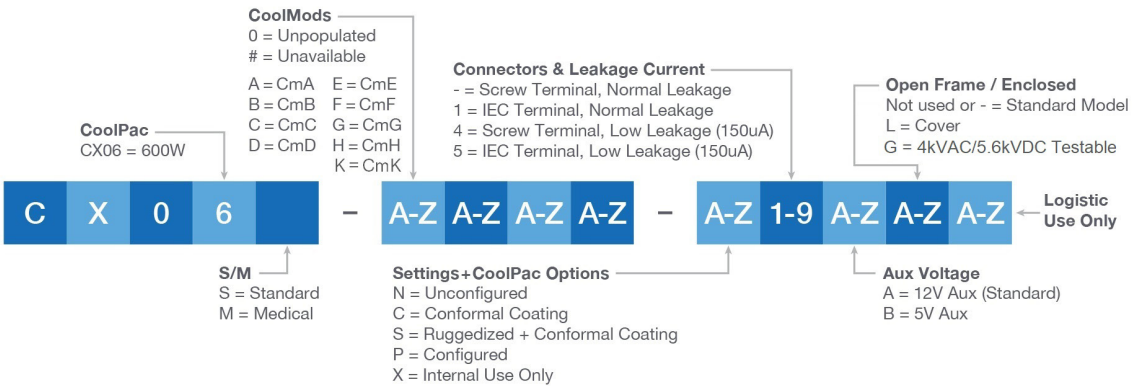 CoolMods
0 = Unpopulated
# = Unavailable
A = CmA E = CmE
B = CmB F = CmF
C = CmC G = CmG
D = CmD H = CmH
K = CmK
CoolPac
CX06 = 600W
Connectors & Leakage Current
- = Screw Terminal, Normal Leakage
1 = IEC Terminal, Normal Leakage
4 = Screw Terminal, Low Leakage (150uA)
5 = IEC Terminal, Low Leakage (150uA)
Open Frame / Enclosed
Not used or - = Standard Model
L = Cover
G = 4kVAC/5.6kVDC Testable
C X 0 6 - A-Z A-Z A-Z A-Z - A-Z 1-9 A-Z A-Z A-Z
Logistic
Use Only
S/M
S = Standard
M = Medical
Settings+CoolPac Options
N = Unconfigured
C = Conformal Coating
S = Ruggedized + Conformal Coating
P = Configured
X = Internal Use Only
Aux Voltage
A = 12V Aux (Standard)
B = 5V Aux